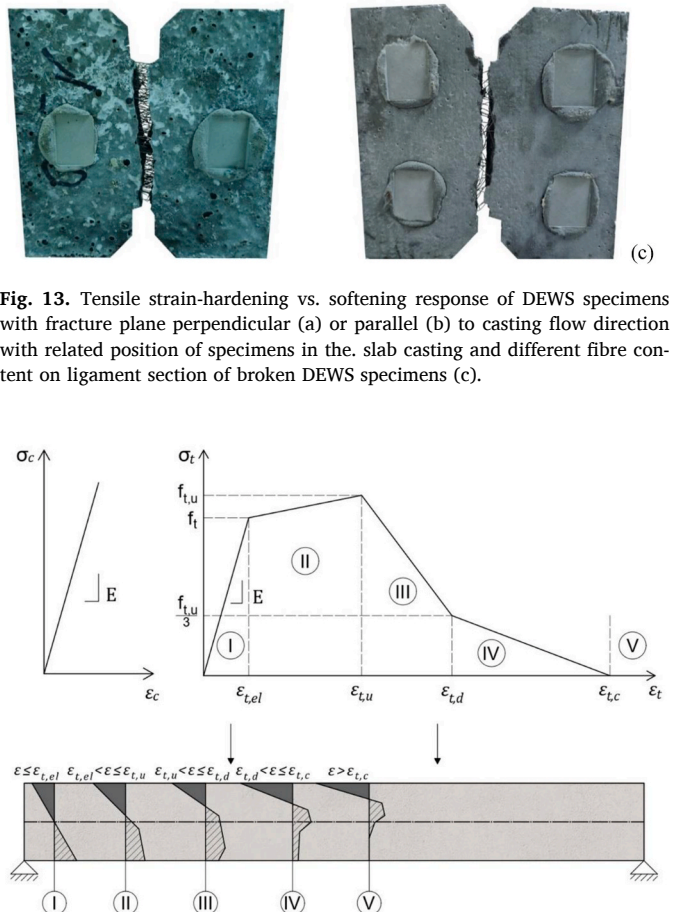 (c)
Fig. 13. Tensile strain-hardening vs. softening response of DEWS specimens
with fracture plane perpendicular (a) or parallel (b) to casting flow direction
with related position of specimens in the. slab casting and different fibre con-
tent on ligament section of broken DEWS specimens (c).
σc
E
εc
σt
ft,u
ft
ft,u
3
I
E
II
III
IV
V
εt,el
εt,u
εt,d
εt,c
εt
ε≤εt,el εt,el<ε≤εt,u εt,u<ε≤εt,d εt,d<ε≤εt,c ε>εt,c
I II III IV V